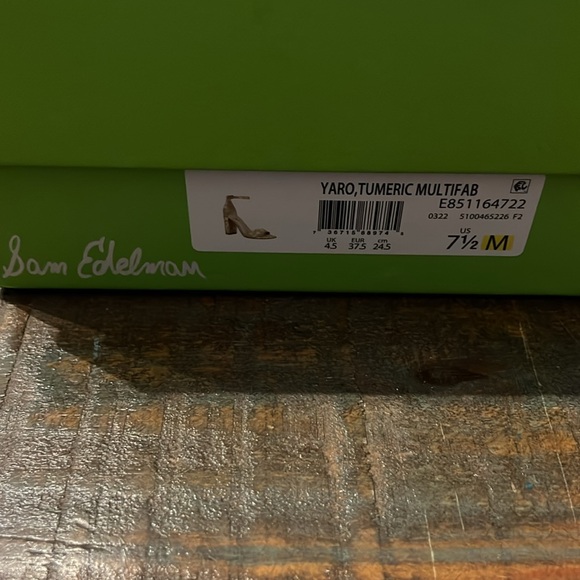 YARO,TUMERIC MULTIFAB
E851164722
0322 5100465226 F2
UK EUR cm
4.5 37.5 24.5
US
7½ M
Sam Edelman